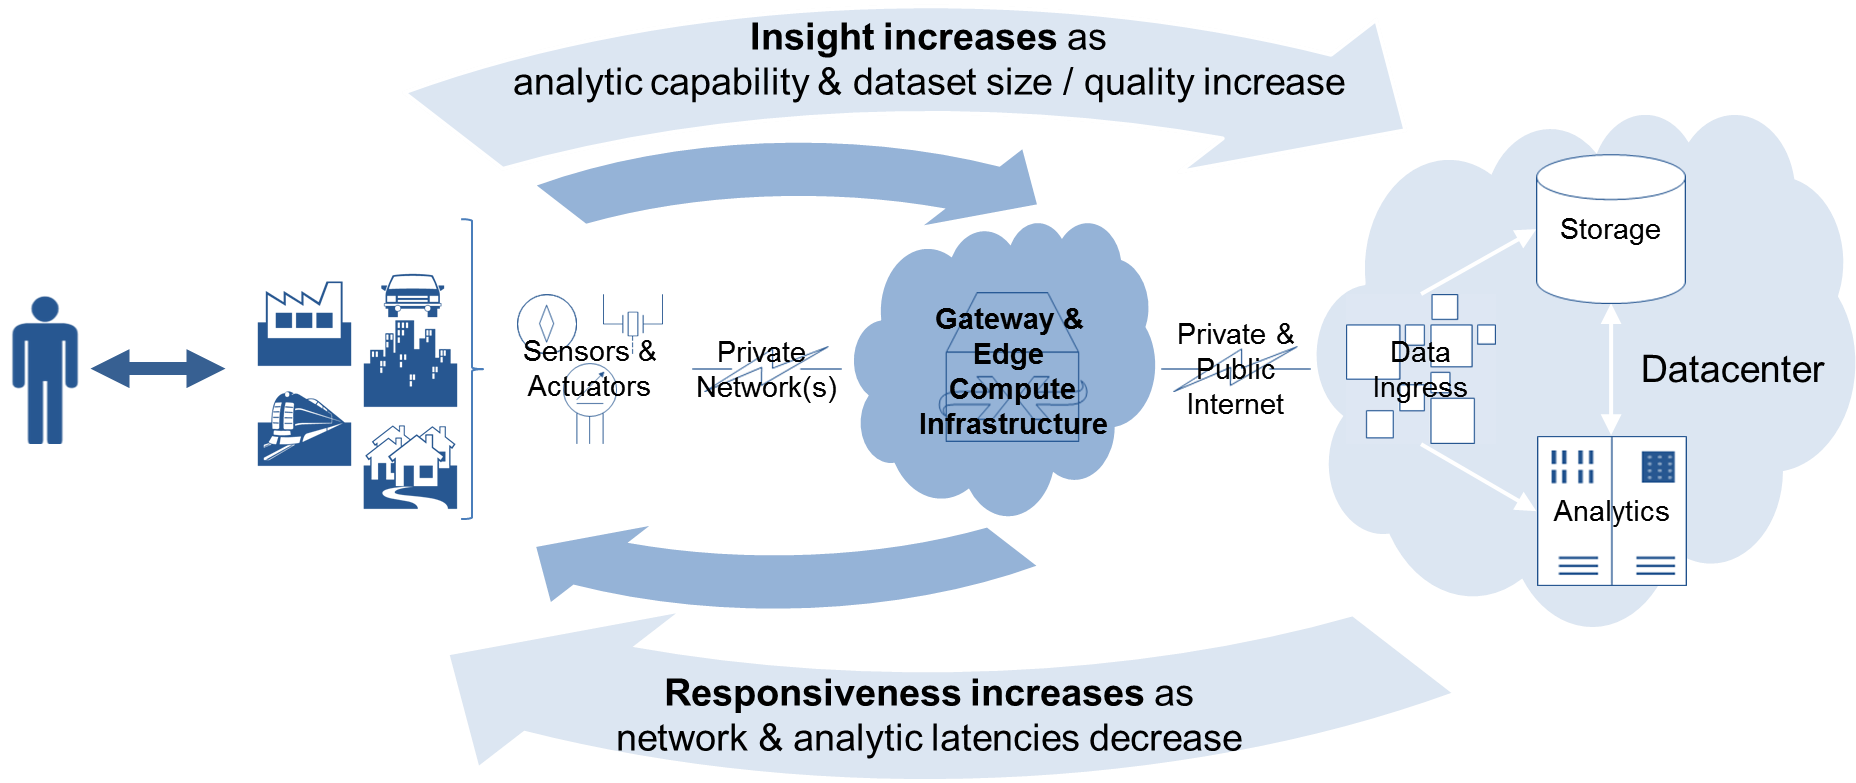 Insight increases as
analytic capability & dataset size / quality increase
Sensors &
Actuators
Private
Network(s)
Gateway &
Edge
Compute
Infrastructure
Private &
Public
Internet
Data
Ingress
Storage
Datacenter
Analytics
Responsiveness increases as
network & analytic latencies decrease